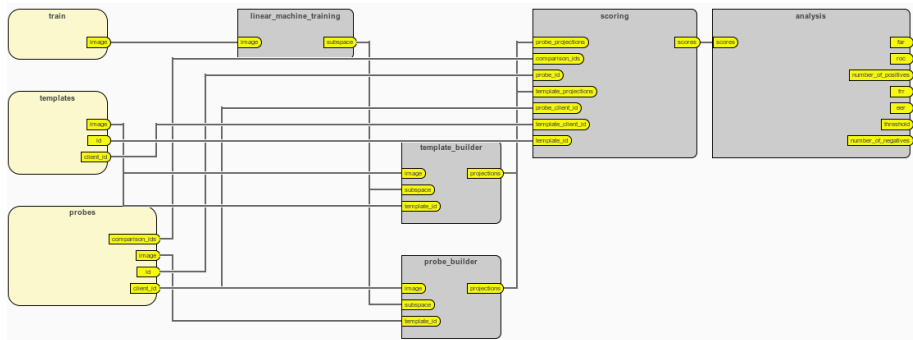 train
image
linear_machine_training
image
subspace
scoring
probe_projections
comparison_ids
probe_id
template_projections
probe_client_id
template_client_id
template_id
scores
analysis
scores
far
roc
number_of_positives
frr
eer
threshold
number_of_negatives
templates
image
id
client_id
template_builder
image
subspace
template_id
projections
probes
comparison_ids
image
id
client_id
probe_builder
image
subspace
template_id
projections